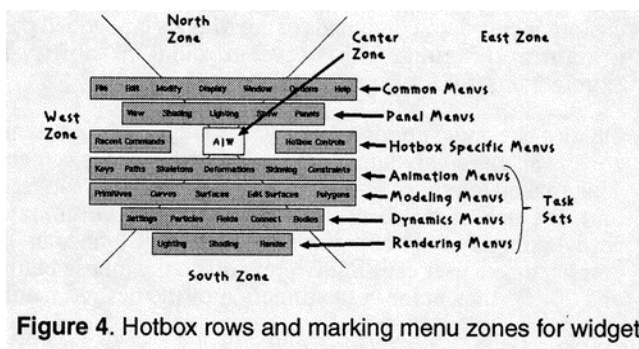 North Zone
Center Zone
East Zone
File Edit Modify Display Window Options Help
Common Menus
View Shading Lighting Show Panels
Panel Menus
West Zone
Recent Commands
A|W
Hotbox Controls
Hotbox Specific Menus
Keys Paths Skeletons Deformations Skinning Constraints
Animation Menus
Primitives Curves Surfaces Edit Surfaces Polygons
Modeling Menus
Task Sets
Settings Particles Fields Connect Bodies
Dynamics Menus
Lighting Shading Render
Rendering Menus
South Zone
Figure 4. Hotbox rows and marking menu zones for widget